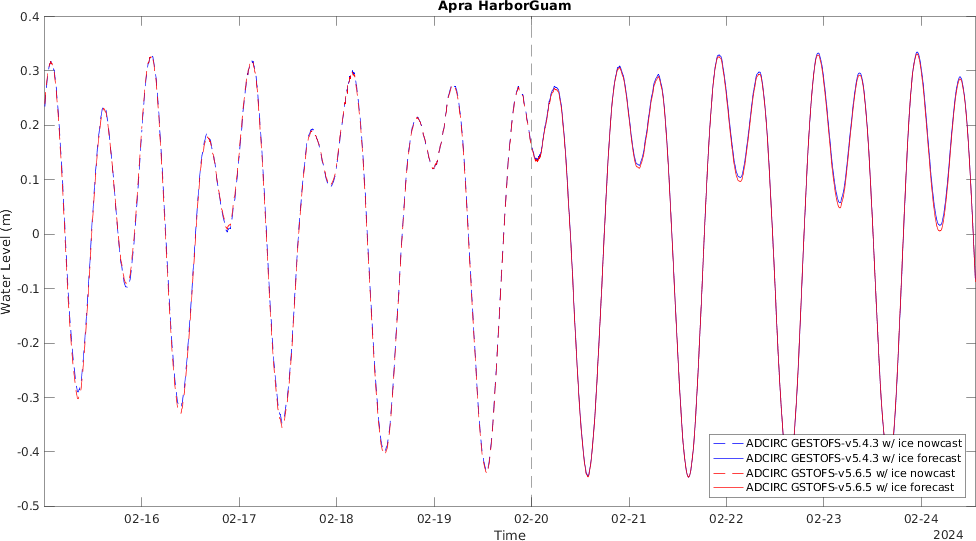 Apra HarborGuam
0.4
0.3
0.2
0.1
0
-0.1
-0.2
-0.3
-0.4
-0.5
Water Level (m)
ADCIRC GESTOFS-v5.4.3 w/ ice nowcast
ADCIRC GESTOFS-v5.4.3 w/ ice forecast
ADCIRC GSTOFS-v5.6.5 w/ ice nowcast
ADCIRC GSTOFS-v5.6.5 w/ ice forecast
02-16 02-17 02-18 02-19 02-20 02-21 02-22 02-23 02-24
Time
2024